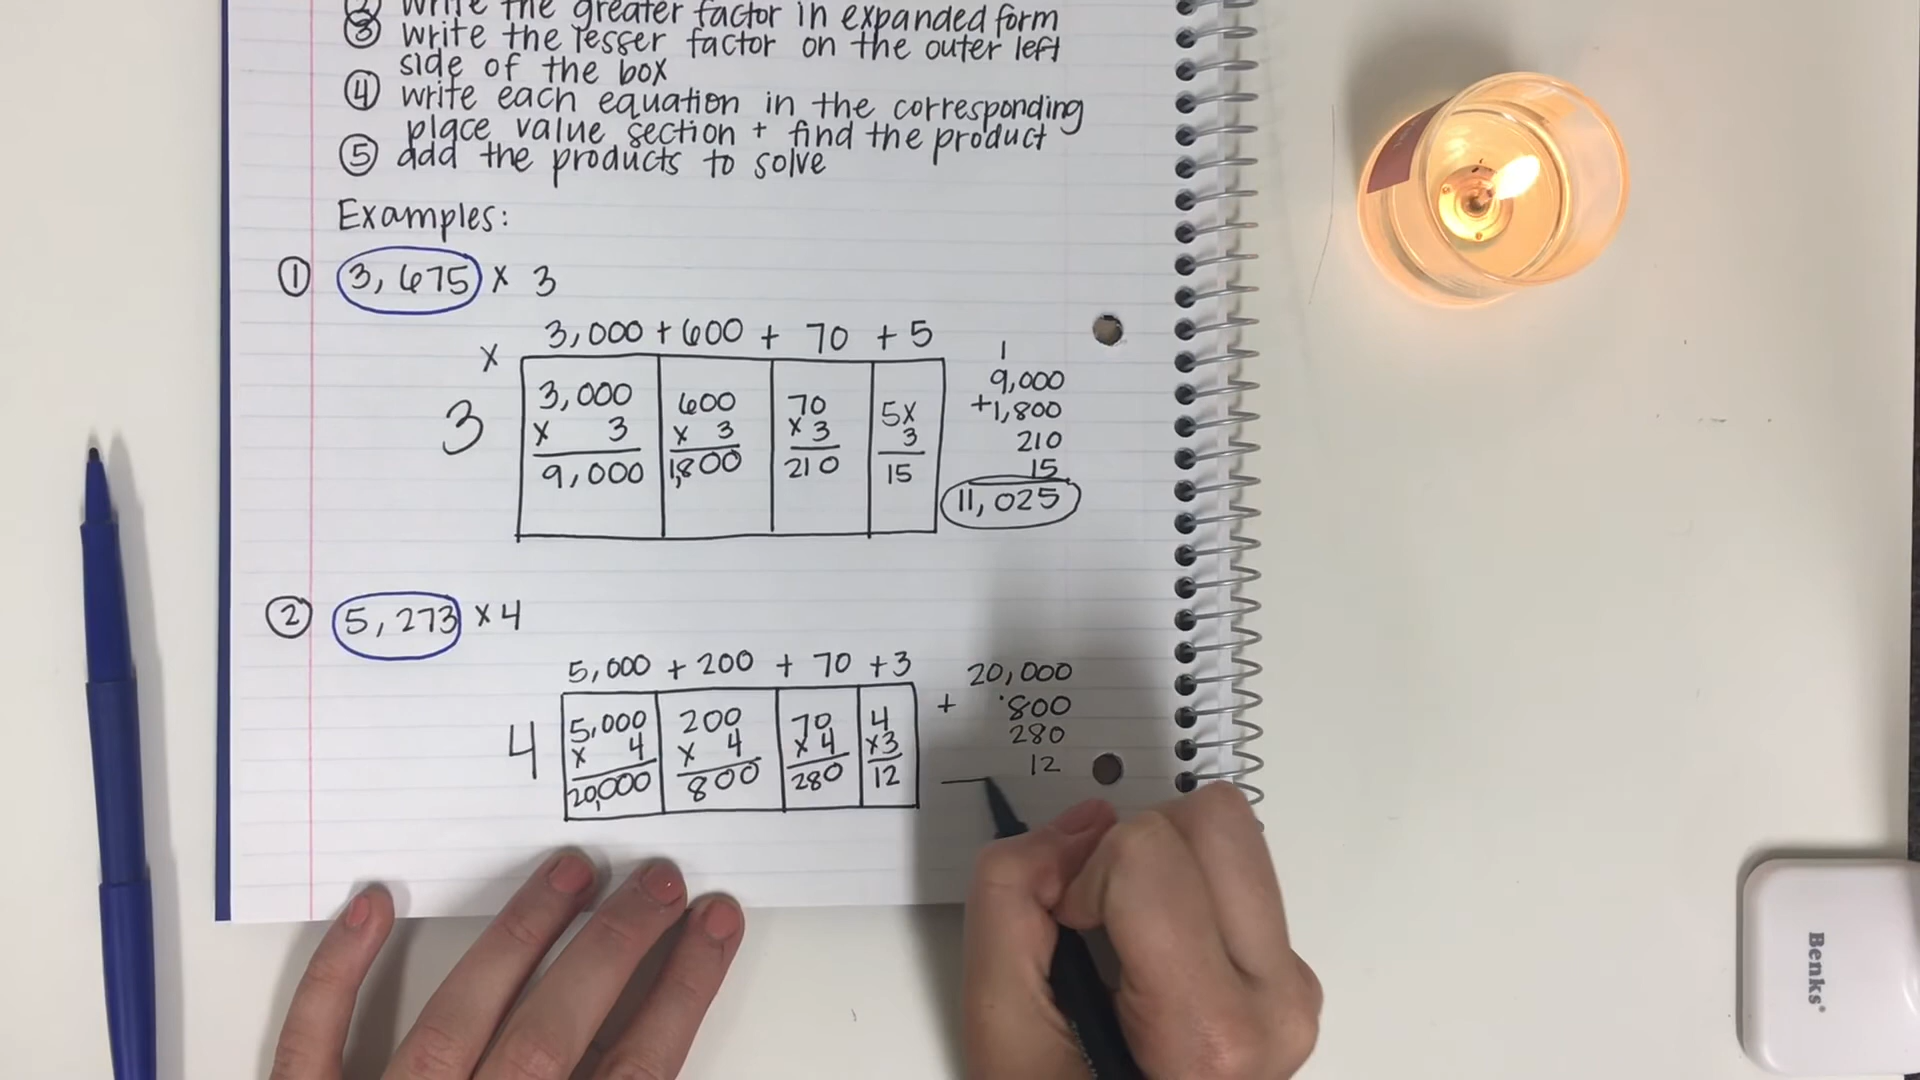 ② write the greater factor in expanded form
③ write the lesser factor on the outer left
side of the box
④ write each equation in the corresponding
place value section + find the product
⑤ add the products to solve
Examples:
① 3,675 x 3
3,000 + 600 + 70 + 5
x
3
3,000 600 70 5x
x 3 x 3 x 3 3
9,000 1,800 210 15
1
9,000
+1,800
210
15
11,025
② 5,273 x 4
5,000 + 200 + 70 + 3
4
5,000 200 70 4
x 4 x 4 x 4 x3
20,000 800 280 12
20,000
+ 800
280
12
Benks®